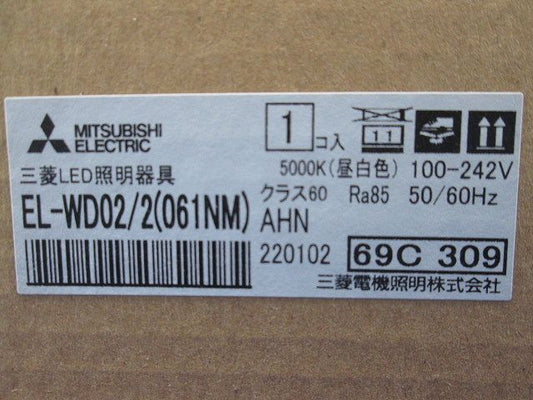 MITSUBISHI
ELECTRIC
1 コ入
11
三菱LED照明器具
5000K(昼白色) 100-242V
EL-WD02/2(061NM)
クラス60 Ra85 50/60Hz
AHN
220102 69C 309
三菱電機照明株式会社